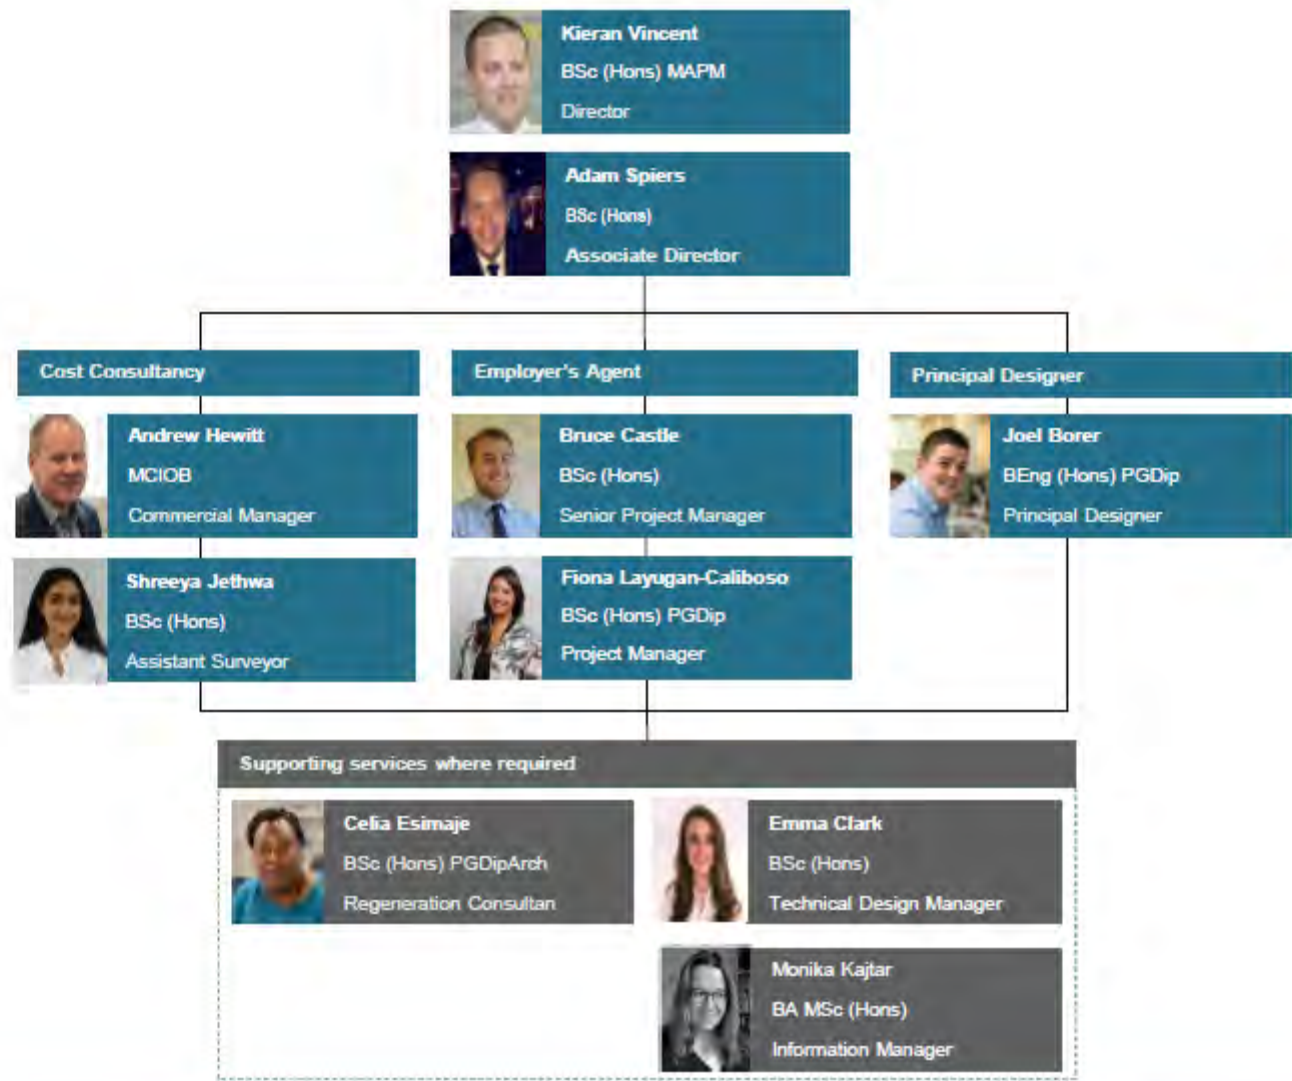 Kieran Vincent
BSc (Hons) MAPM
Director
Adam Spiers
BSc (Hons)
Associate Director
Cost Consultancy
Andrew Hewitt
MCIOB
Commercial Manager
Shreeya Jethwa
BSc (Hons)
Assistant Surveyor
Employer's Agent
Bruce Castle
BSc (Hons)
Senior Project Manager
Fiona Layugan-Caliboso
BSc (Hons) PGDip
Project Manager
Principal Designer
Joel Borer
BEng (Hons) PGDip
Principal Designer
Supporting services where required
Celia Esimaje
BSc (Hons) PGDipArch
Regeneration Consultan
Emma Clark
BSc (Hons)
Technical Design Manager
Monika Kajtar
BA MSc (Hons)
Information Manager